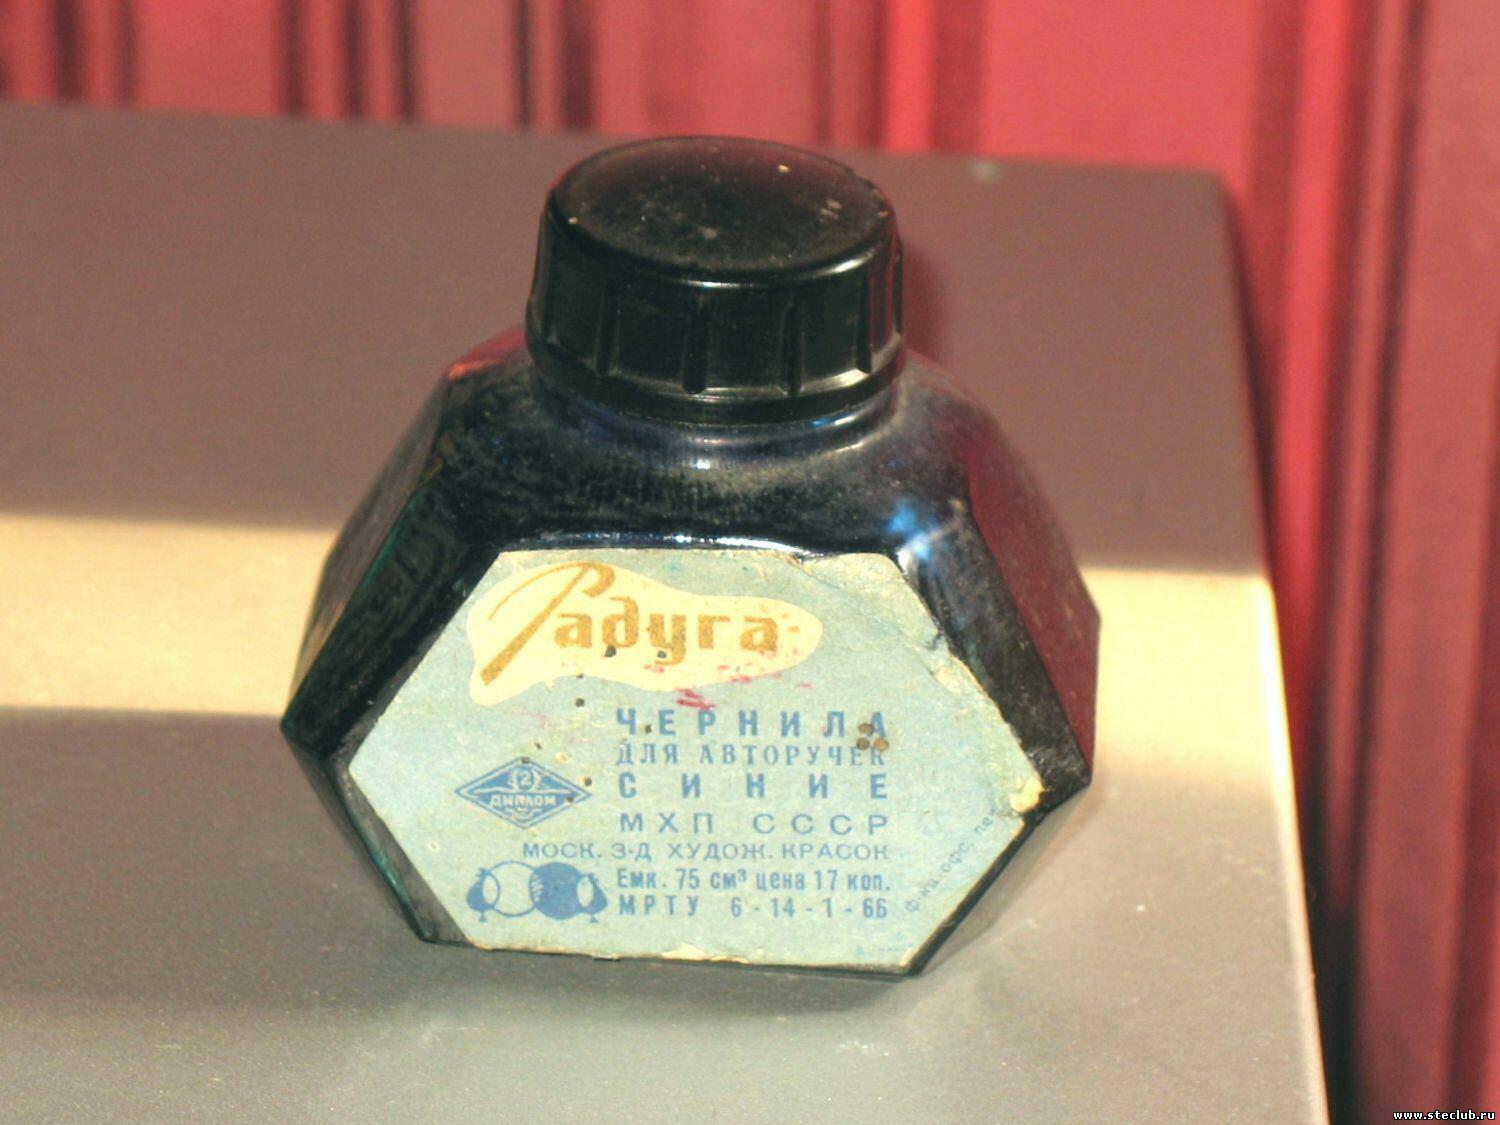 Радуга
ЧЕРНИЛА
ДЛЯ АВТОРУЧЕК
СИНИЕ
ДИПЛОМ
МХП СССР
МОСК. З-Д ХУДОЖ. КРАСОК
Емк. 75 см³ цена 17 коп.
МРТУ 6-14-1-66
www.steclub.ru